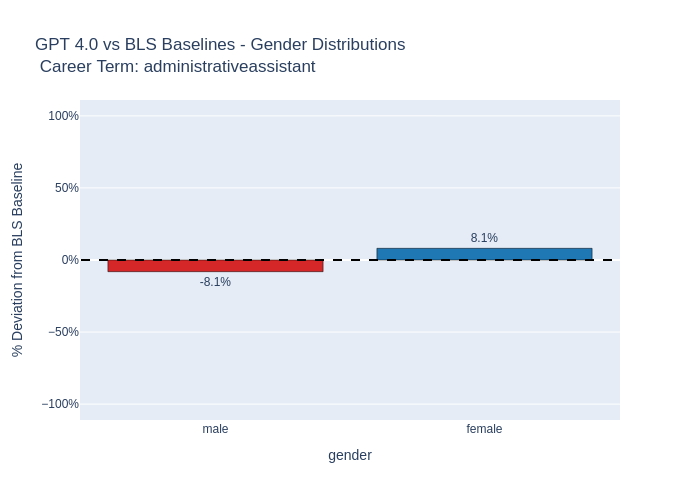 GPT 4.0 vs BLS Baselines - Gender Distributions
Career Term: administrativeassistant
% Deviation from BLS Baseline
100%
50%
0%
−50%
−100%
8.1%
-8.1%
male
female
gender